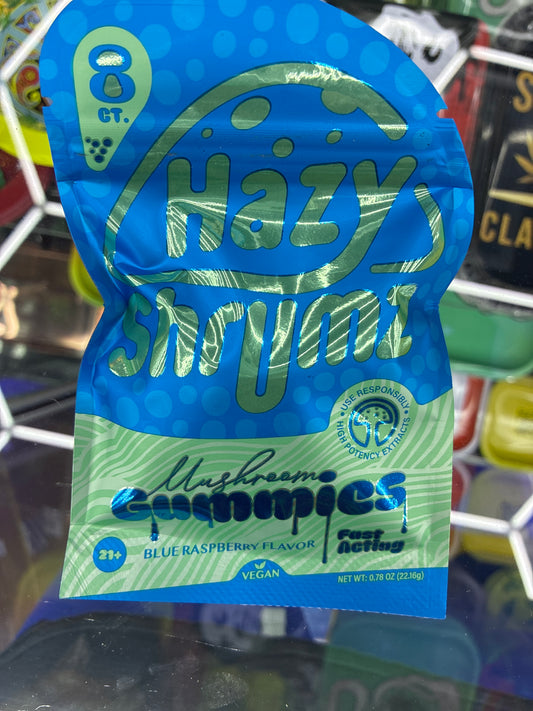 8
CT.
Hazy
Shrumz
• USE RESPONSIBLY •
HIGH POTENCY EXTRACTS
Mushroom
Gummies
21+
BLUE RASPBERRY FLAVOR
Fast
Acting
VEGAN
NET WT: 0.78 OZ (22.16g)
CLA